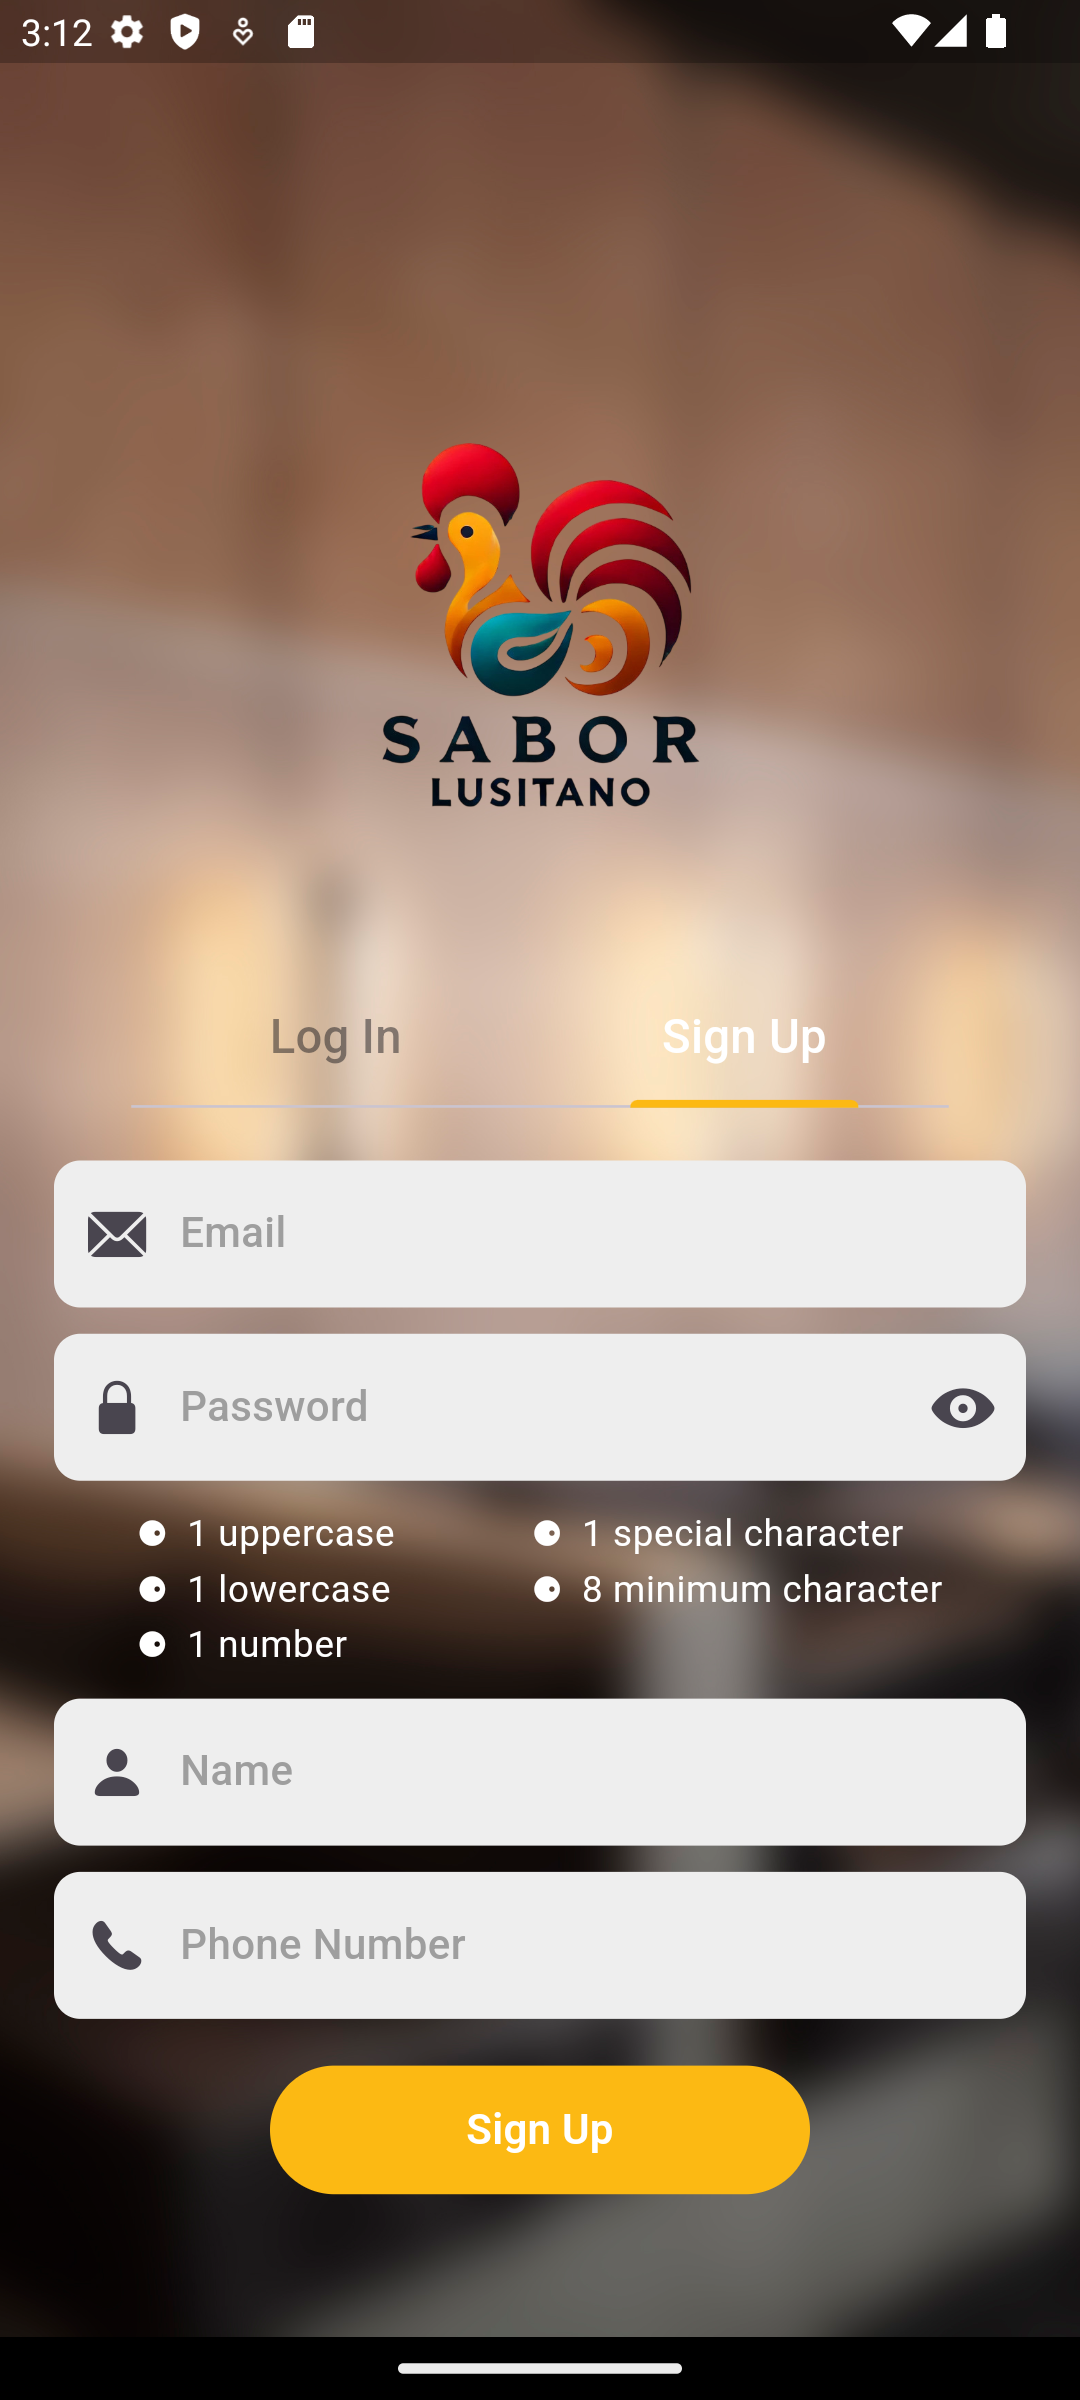 3:12
SABOR
LUSITANO
Log In
Sign Up
Email
Password
1 uppercase
1 special character
1 lowercase
8 minimum character
1 number
Name
Phone Number
Sign Up